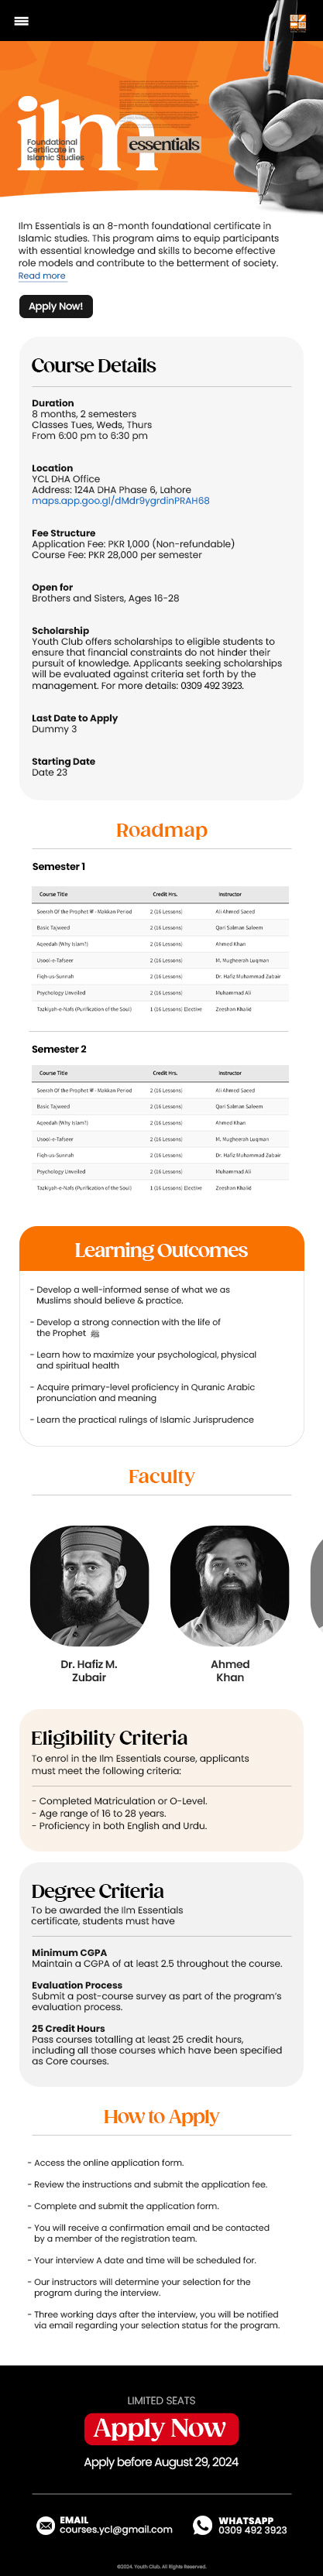 ilm
Foundational
Certificate in
Islamic Studies
essentials
Ilm Essentials is an 8-month foundational certificate in
Islamic studies. This program aims to equip participants
with essential knowledge and skills to become effective
role models and contribute to the betterment of society.
Read more
Apply Now!
Course Details
Duration
8 months, 2 semesters
Classes Tues, Weds, Thurs
From 6:00 pm to 6:30 pm
Location
YCL DHA Office
Address: 124A DHA Phase 6, Lahore
maps.app.goo.gl/dMdr9ygrdinPRAH68
Fee Structure
Application Fee: PKR 1,000 (Non-refundable)
Course Fee: PKR 28,000 per semester
Open for
Brothers and Sisters, Ages 16-28
Scholarship
Youth Club offers scholarships to eligible students to
ensure that financial constraints do not hinder their
pursuit of knowledge. Applicants seeking scholarships
will be evaluated against criteria set forth by the
management. For more details: 0309 492 3923.
Last Date to Apply
Dummy 3
Starting Date
Date 23
Roadmap
Semester 1
Course Title Credit Hrs. Instructor
Seerah Of the Prophet ﷺ - Makkan Period 2 (16 Lessons) Ali Ahmed Saeed
Basic Tajweed 2 (16 Lessons) Qari Salman Saleem
Aqeedah (Why Islam?) 2 (16 Lessons) Ahmed Khan
Usool-e-Tafseer 2 (16 Lessons) M. Mugheerah Luqman
Fiqh-us-Sunnah 2 (16 Lessons) Dr. Hafiz Muhammad Zubair
Psychology Unveiled 2 (16 Lessons) Muhammad Ali
Tazkiyah-e-Nafs (Purification of the Soul) 1 (16 Lessons) Elective Zeeshan Khalid
Semester 2
Course Title Credit Hrs. Instructor
Seerah Of the Prophet ﷺ - Makkan Period 2 (16 Lessons) Ali Ahmed Saeed
Basic Tajweed 2 (16 Lessons) Qari Salman Saleem
Aqeedah (Why Islam?) 2 (16 Lessons) Ahmed Khan
Usool-e-Tafseer 2 (16 Lessons) M. Mugheerah Luqman
Fiqh-us-Sunnah 2 (16 Lessons) Dr. Hafiz Muhammad Zubair
Psychology Unveiled 2 (16 Lessons) Muhammad Ali
Tazkiyah-e-Nafs (Purification of the Soul) 1 (16 Lessons) Elective Zeeshan Khalid
Learning Outcomes
- Develop a well-informed sense of what we as
Muslims should believe & practice.
- Develop a strong connection with the life of
the Prophet ﷺ
- Learn how to maximize your psychological, physical
and spiritual health
- Acquire primary-level proficiency in Quranic Arabic
pronunciation and meaning
- Learn the practical rulings of Islamic Jurisprudence
Faculty
Dr. Hafiz M.
Zubair
Ahmed
Khan
Eligibility Criteria
To enrol in the Ilm Essentials course, applicants
must meet the following criteria:
- Completed Matriculation or O-Level.
- Age range of 16 to 28 years.
- Proficiency in both English and Urdu.
Degree Criteria
To be awarded the Ilm Essentials
certificate, students must have
Minimum CGPA
Maintain a CGPA of at least 2.5 throughout the course.
Evaluation Process
Submit a post-course survey as part of the program's
evaluation process.
25 Credit Hours
Pass courses totalling at least 25 credit hours,
including all those courses which have been specified
as Core courses.
How to Apply
- Access the online application form.
- Review the instructions and submit the application fee.
- Complete and submit the application form.
- You will receive a confirmation email and be contacted
by a member of the registration team.
- Your interview A date and time will be scheduled for.
- Our instructors will determine your selection for the
program during the interview.
- Three working days after the interview, you will be notified
via email regarding your selection status for the program.
LIMITED SEATS
Apply Now
Apply before August 29, 2024
EMAIL
courses.ycl@gmail.com
WHATSAPP
0309 492 3923
©2024. Youth Club. All Rights Reserved.